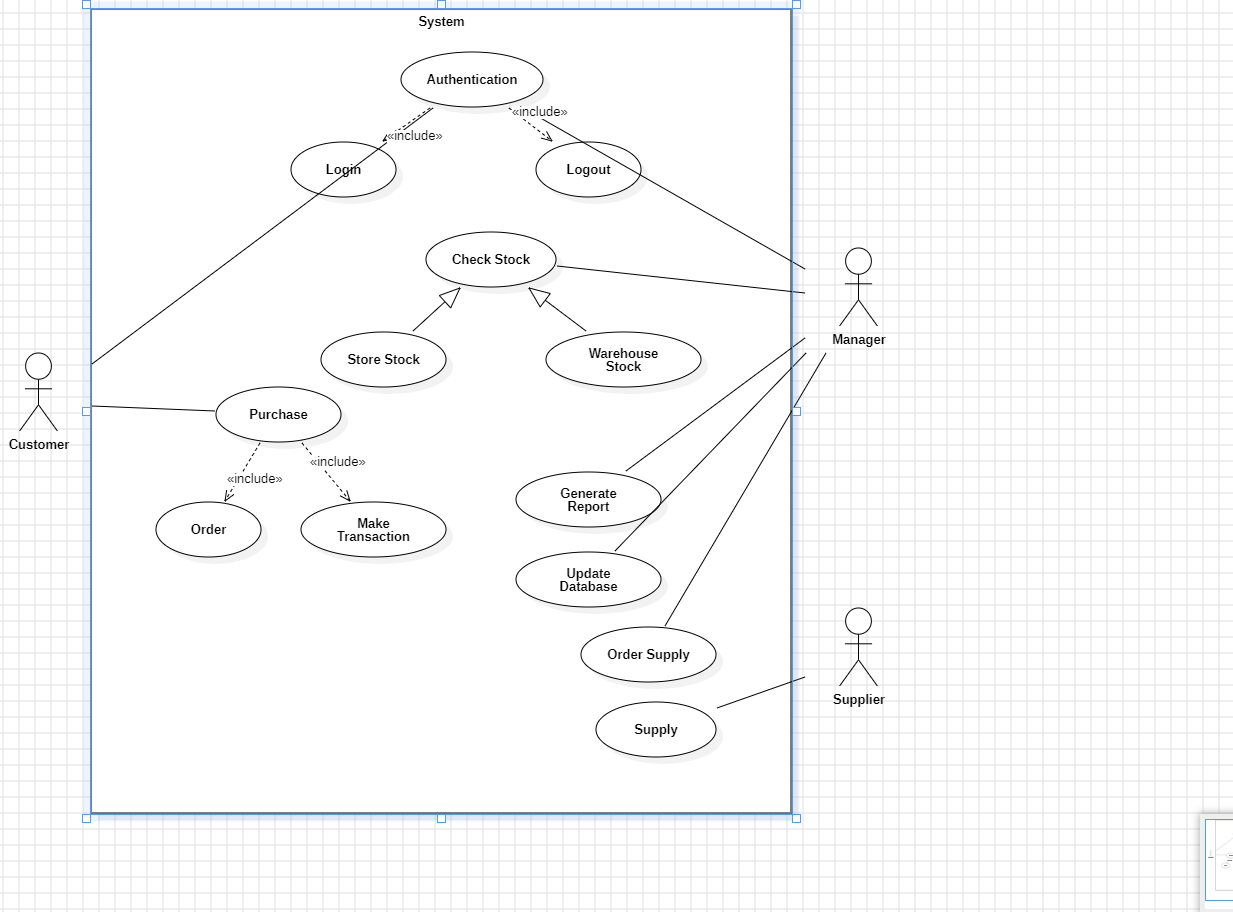 System
Authentication
«include»
«include»
Login
Logout
Check Stock
Store Stock
Warehouse
Stock
Manager
Purchase
Customer
«include»
«include»
Order
Make
Transaction
Generate
Report
Update
Database
Order Supply
Supply
Supplier